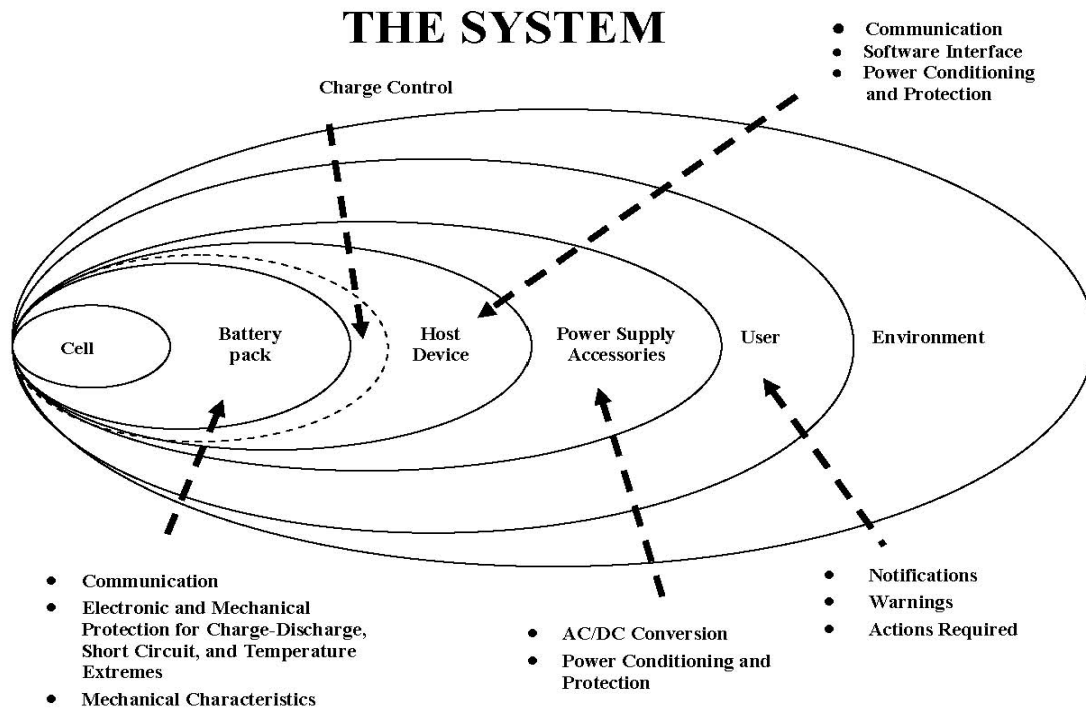 THE SYSTEM
Charge Control
● Communication
● Software Interface
● Power Conditioning
and Protection
Cell
Battery
pack
Host
Device
Power Supply
Accessories
User
Environment
● Communication
● Electronic and Mechanical
Protection for Charge-Discharge,
Short Circuit, and Temperature
Extremes
● Mechanical Characteristics
● AC/DC Conversion
● Power Conditioning and
Protection
● Notifications
● Warnings
● Actions Required